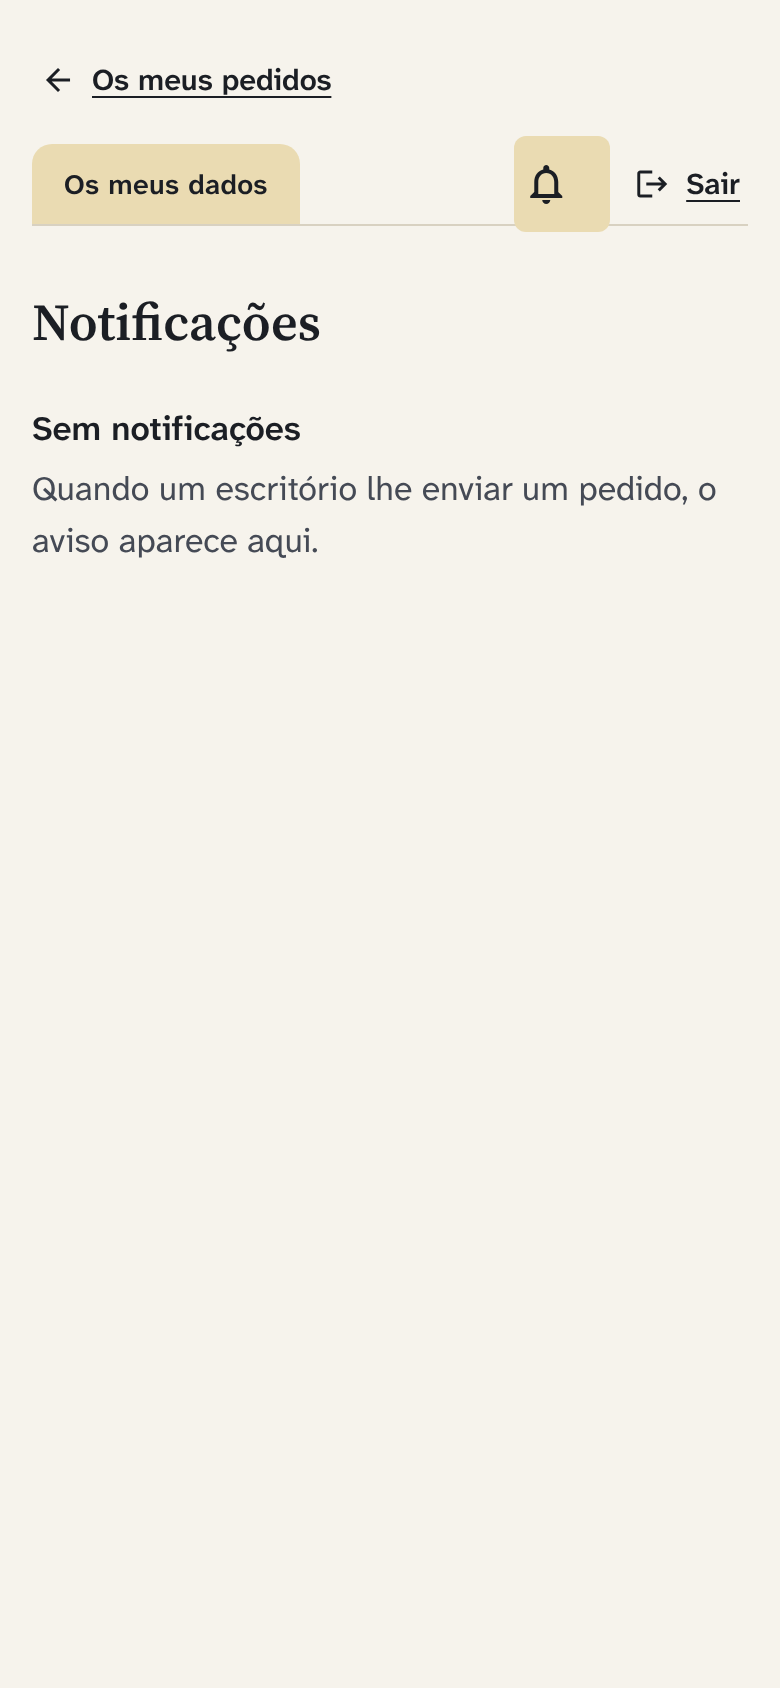 Os meus pedidos
Os meus dados
Sair
Notificações
Sem notificações
Quando um escritório lhe enviar um pedido, o
aviso aparece aqui.